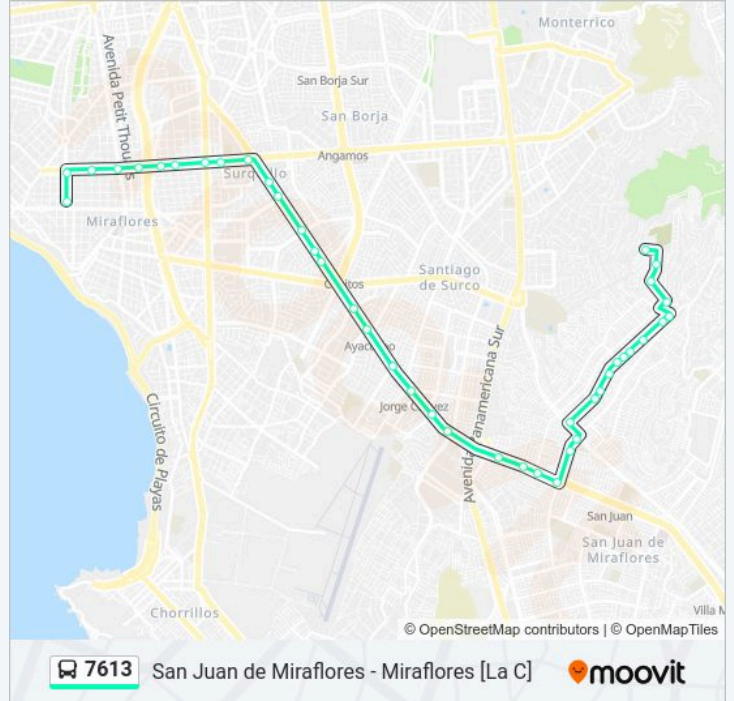 Monterrico
Avenida Petit Thouars
San Borja Sur
San Borja
Angamos
Surquillo
Miraflores
Santiago
de Surco
Cabitos
Ayacucho
Avenida Panamericana Sur
Jorge Chávez
Circuito de Playas
San Juan
San Juan de
Miraflores
Chorrillos
Villa M
© OpenStreetMap contributors | © OpenMapTiles
7613 San Juan de Miraflores - Miraflores [La C] moovit